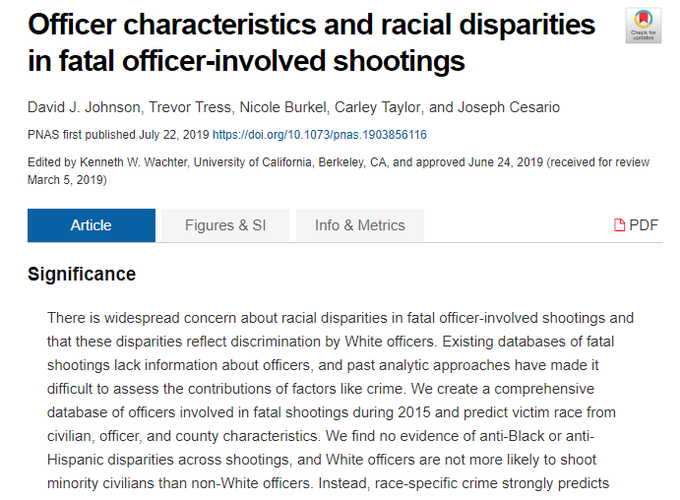 Officer characteristics and racial disparities
in fatal officer-involved shootings
Check for
updates
David J. Johnson, Trevor Tress, Nicole Burkel, Carley Taylor, and Joseph Cesario
PNAS first published July 22, 2019 https://doi.org/10.1073/pnas.1903856116
Edited by Kenneth W. Wachter, University of California, Berkeley, CA, and approved June 24, 2019 (received for review
March 5, 2019)
Article
Figures & SI
Info & Metrics
PDF
Significance
There is widespread concern about racial disparities in fatal officer-involved shootings and
that these disparities reflect discrimination by White officers. Existing databases of fatal
shootings lack information about officers, and past analytic approaches have made it
difficult to assess the contributions of factors like crime. We create a comprehensive
database of officers involved in fatal shootings during 2015 and predict victim race from
civilian, officer, and county characteristics. We find no evidence of anti-Black or anti-
Hispanic disparities across shootings, and White officers are not more likely to shoot
minority civilians than non-White officers. Instead, race-specific crime strongly predicts